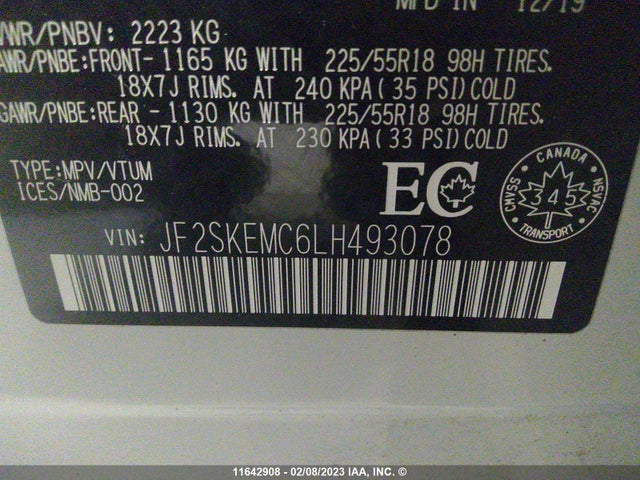 MFD IN 12/19
VWR/PNBV: 2223 KG
AWR/PNBE:FRONT- 1165 KG WITH 225/55R18 98H TIRES.
18X7J RIMS. AT 240 KPA(35 PSI)COLD
GAWR/PNBE:REAR - 1130 KG WITH 225/55R18 98H TIRES.
18X7J RIMS. AT 230 KPA(33 PSI)COLD
TYPE:MPV/VTUM
ICES/NMB-002
EC
CANADA
CMVSS 345 NSVAC
TRANSPORT
VIN: JF2SKEMC6LH493078
11642908 - 02/08/2023 IAA, INC. ©